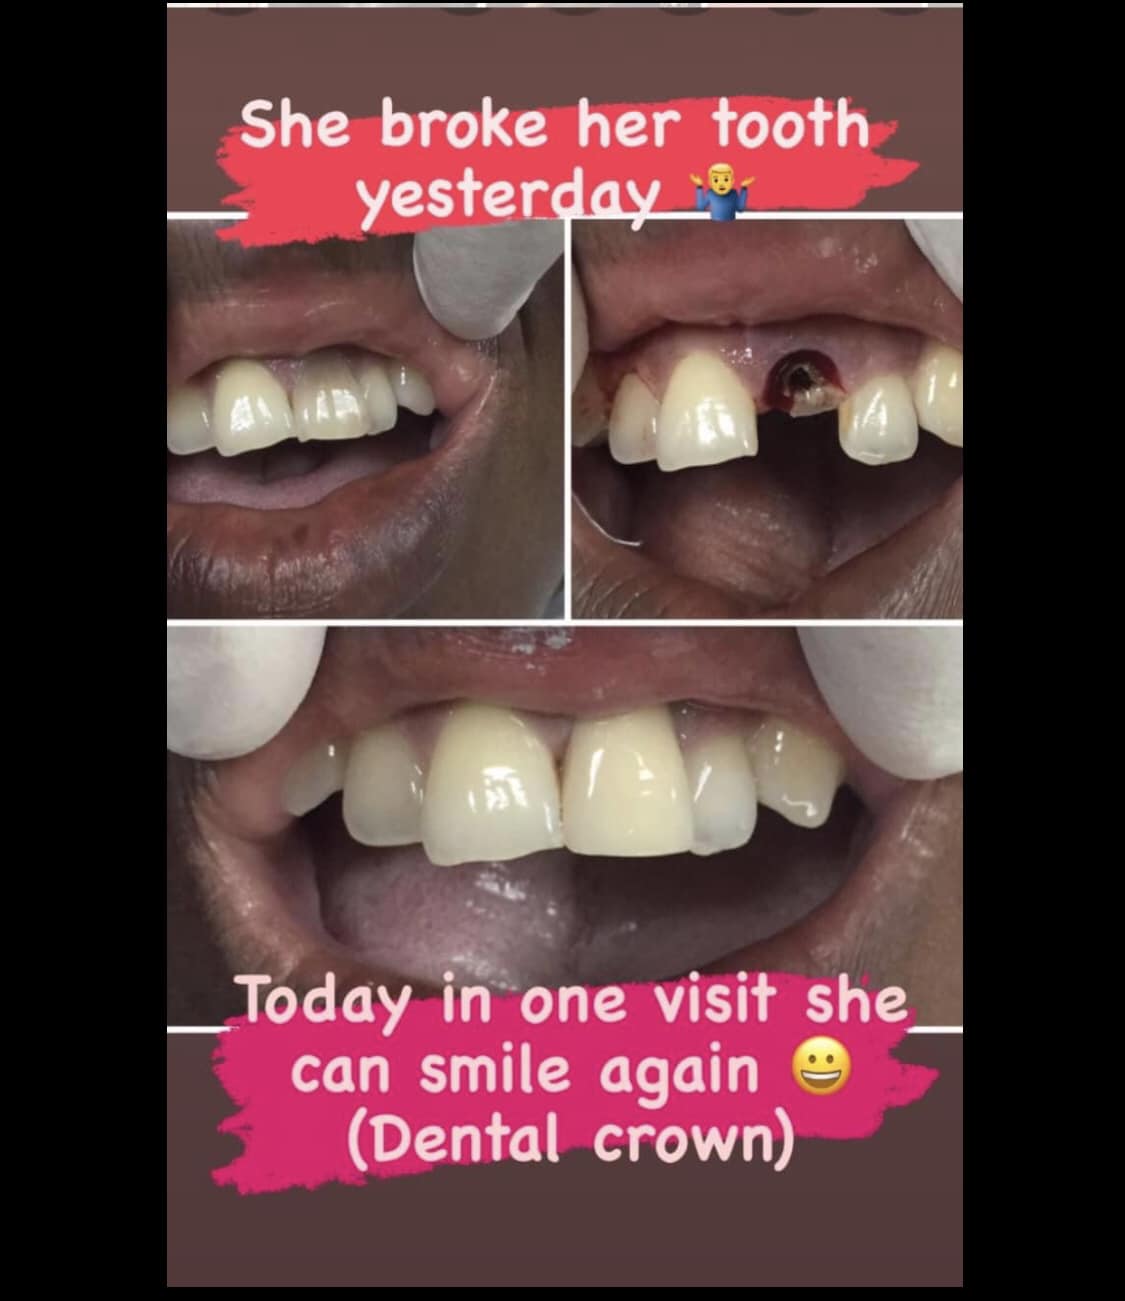 She broke her tooth
yesterday 🤷‍♂️
Today in one visit she
can smile again 😀
(Dental crown)